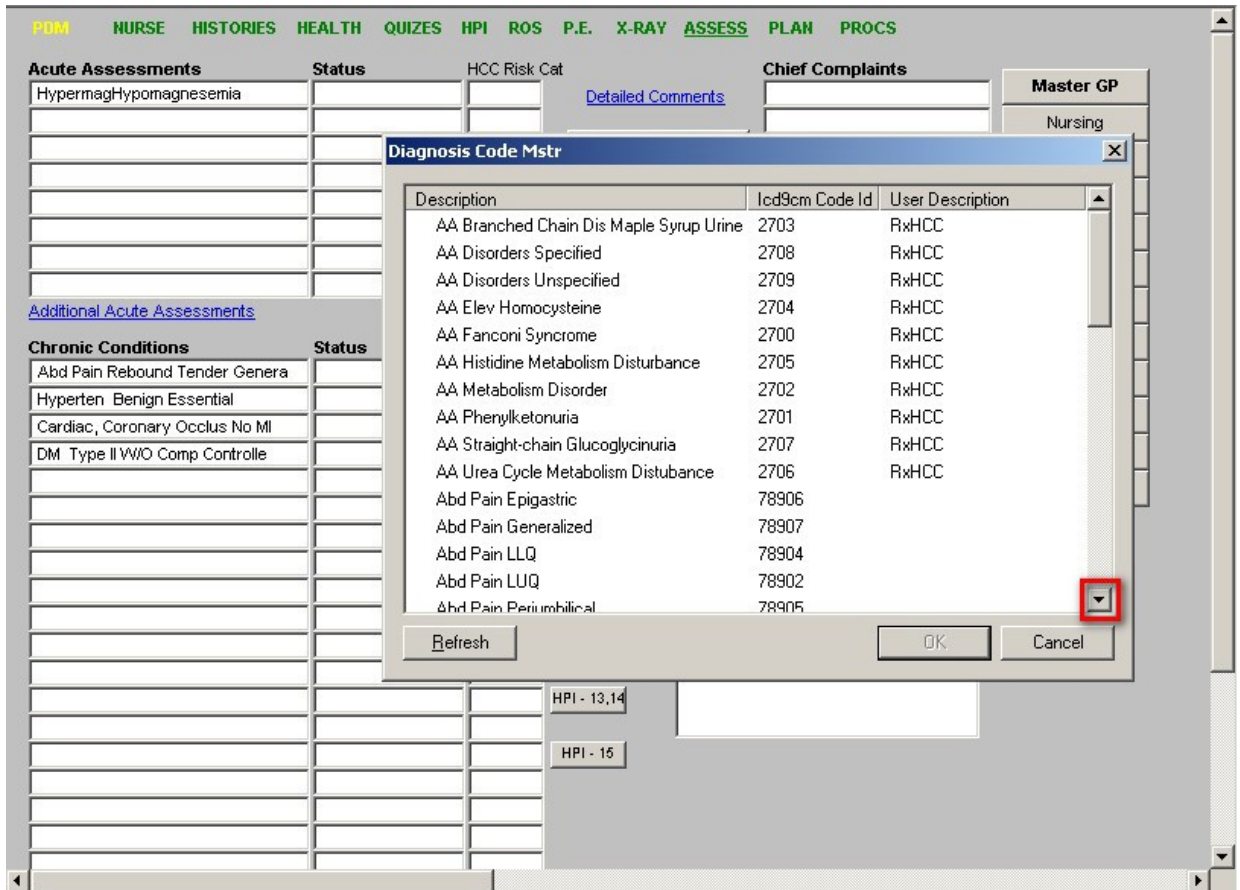 PDM NURSE HISTORIES HEALTH QUIZES HPI ROS P.E. X-RAY ASSESS PLAN PROCS
Acute Assessments Status HCC Risk Cat Chief Complaints
HypermagHypomagnesemia
Detailed Comments
Master GP
Nursing
Diagnosis Code Mstr
Description Icd9cm Code Id User Description
AA Branched Chain Dis Maple Syrup Urine 2703 RxHCC
AA Disorders Specified 2708 RxHCC
AA Disorders Unspecified 2709 RxHCC
AA Elev Homocysteine 2704 RxHCC
AA Fanconi Syncrome 2700 RxHCC
AA Histidine Metabolism Disturbance 2705 RxHCC
AA Metabolism Disorder 2702 RxHCC
AA Phenylketonuria 2701 RxHCC
AA Straight-chain Glucoglycinuria 2707 RxHCC
AA Urea Cycle Metabolism Distubance 2706 RxHCC
Abd Pain Epigastric 78906
Abd Pain Generalized 78907
Abd Pain LLQ 78904
Abd Pain LUQ 78902
Abd Pain Periumbilical 78905
Refresh OK Cancel
Additional Acute Assessments
Chronic Conditions Status
Abd Pain Rebound Tender Genera
Hyperten Benign Essential
Cardiac, Coronary Occlus No MI
DM Type II W/O Comp Controlle
HPI - 13,14
HPI - 15